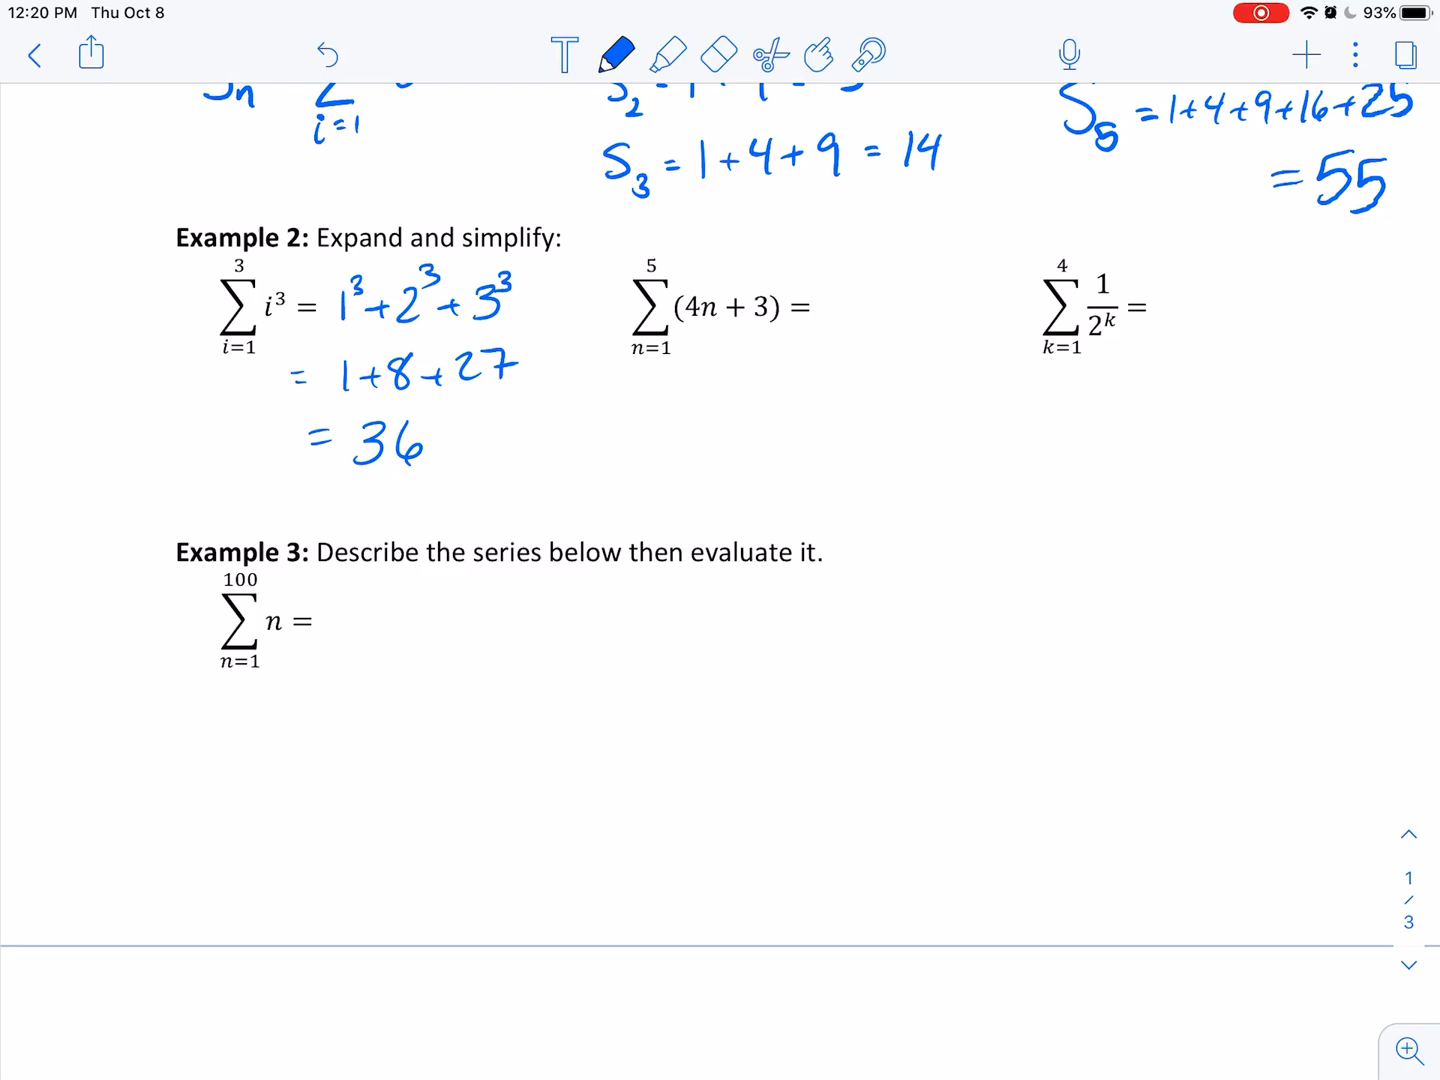 12:20 PM Thu Oct 8 93%
T
i=1
S₃ = 1+4+9 = 14
S₅ = 1+4+9+16+25
= 55
Example 2: Expand and simplify:
3
∑ i³ = 1³+2³+3³
i=1
= 1+8+27
= 36
5
∑ (4n + 3) =
n=1
4
∑ 1/2ᵏ =
k=1
Example 3: Describe the series below then evaluate it.
100
∑ n =
n=1
1
/
3